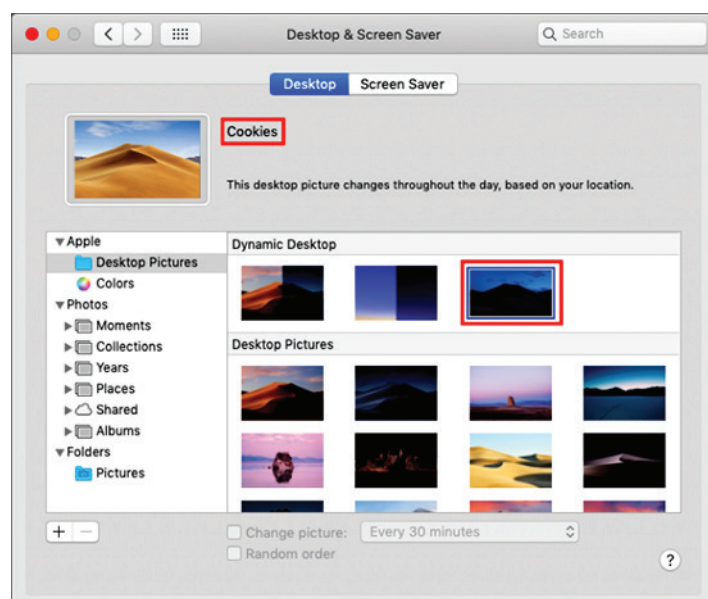 Desktop & Screen Saver
Search
Desktop
Screen Saver
Cookies
This desktop picture changes throughout the day, based on your location.
Apple
Desktop Pictures
Colors
Photos
Moments
Collections
Years
Places
Shared
Albums
Folders
Pictures
Dynamic Desktop
Desktop Pictures
Change picture:
Every 30 minutes
Random order
?